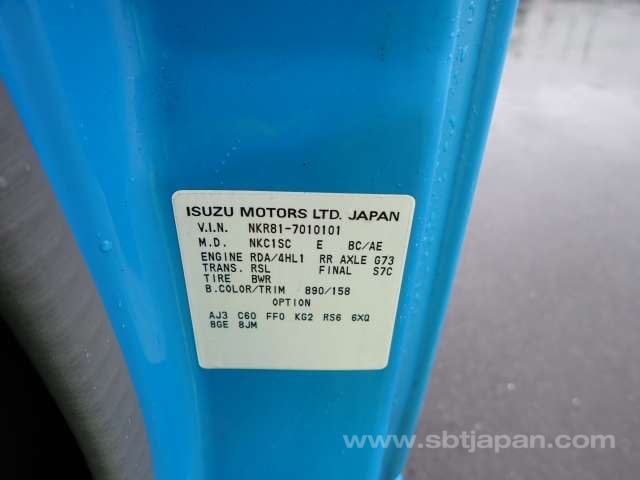 ISUZU MOTORS LTD. JAPAN
V.I.N. NKR81-7010101
M.D. NKC1SC E BC/AE
ENGINE RDA/4HL1 RR AXLE G73
TRANS. RSL FINAL S7C
TIRE BWR
B.COLOR/TRIM 890/158
OPTION
AJ3 C60 FF0 KG2 RS6 6XQ
8GE 8JM
www.sbtjapan.com